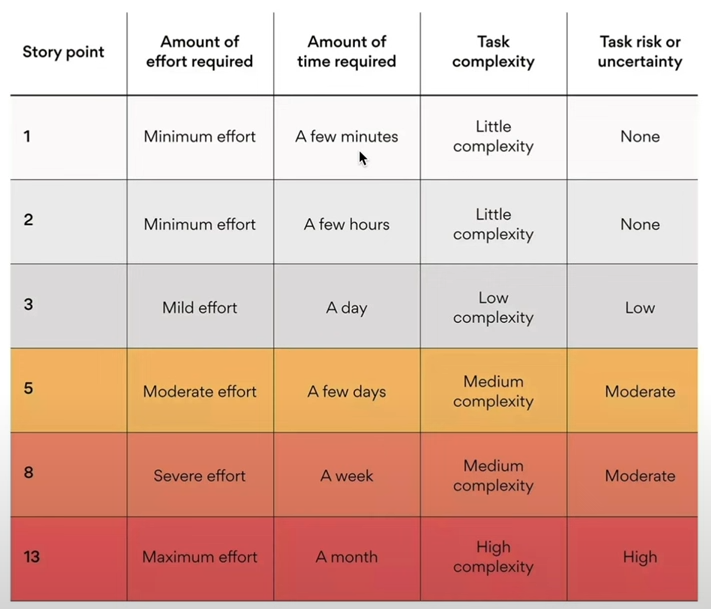 Story point
Amount of
effort required
Amount of
time required
Task
complexity
Task risk or
uncertainty
1
Minimum effort
A few minutes
Little
complexity
None
2
Minimum effort
A few hours
Little
complexity
None
3
Mild effort
A day
Low
complexity
Low
5
Moderate effort
A few days
Medium
complexity
Moderate
8
Severe effort
A week
Medium
complexity
Moderate
13
Maximum effort
A month
High
complexity
High